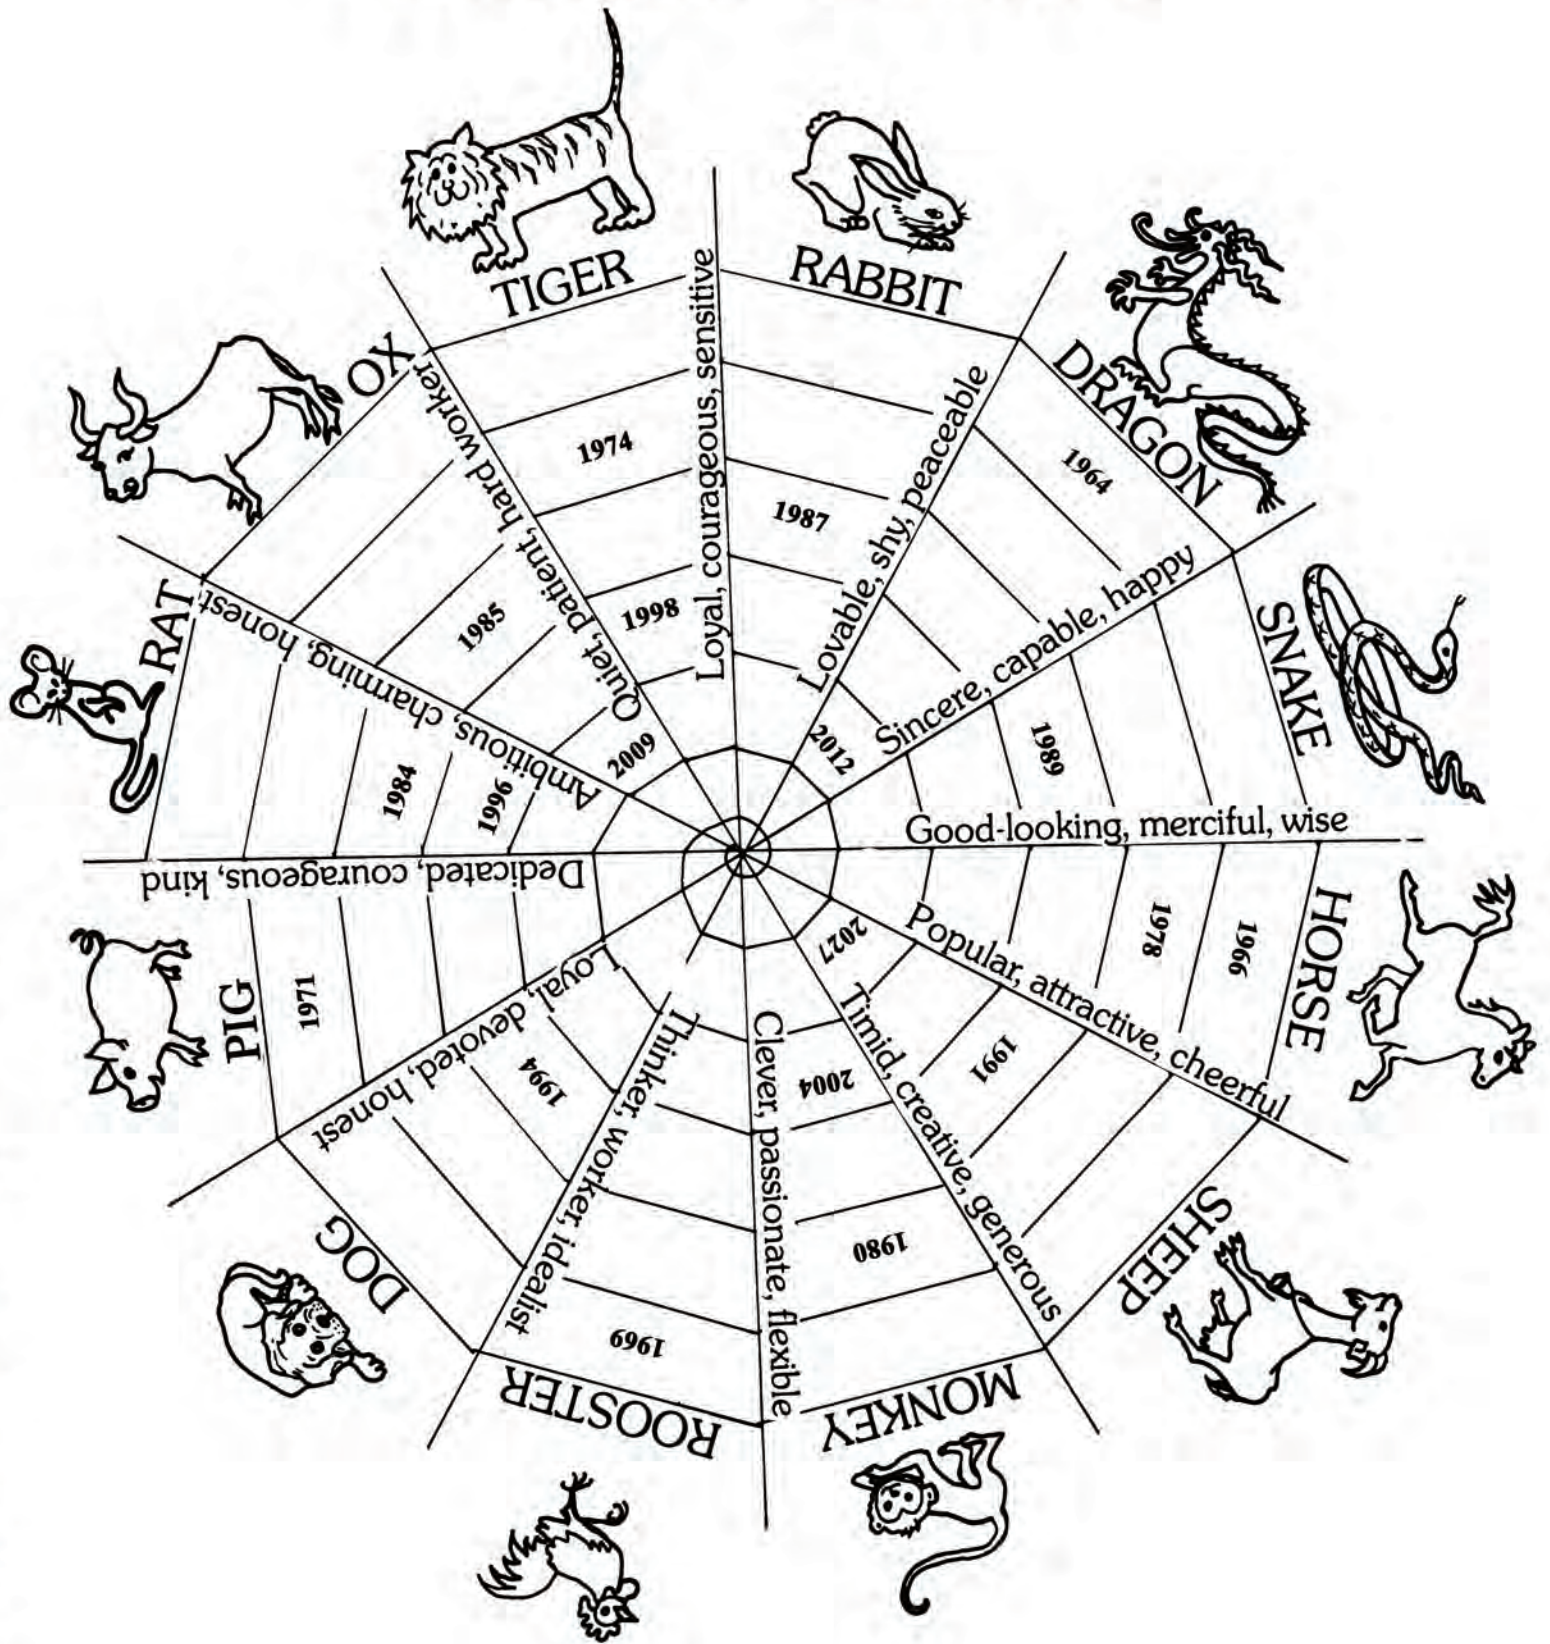 TIGER
1974
1998
Loyal, courageous, sensitive
RABBIT
1987
Lovable, shy, peaceable
DRAGON
1964
2012
Sincere, capable, happy
SNAKE
1989
Good-looking, merciful, wise
HORSE
1966
1978
Popular, attractive, cheerful
SHEEP
1991
2027
Timid, creative, generous
MONKEY
1980
2004
Clever, passionate, flexible
ROOSTER
1969
Thinker, worker, idealist
DOG
1994
Loyal, devoted, honest
PIG
1971
Dedicated, courageous, kind
RAT
1984
1996
Ambitious, charming, honest
OX
1985
2009
Quiet, patient, hard worker